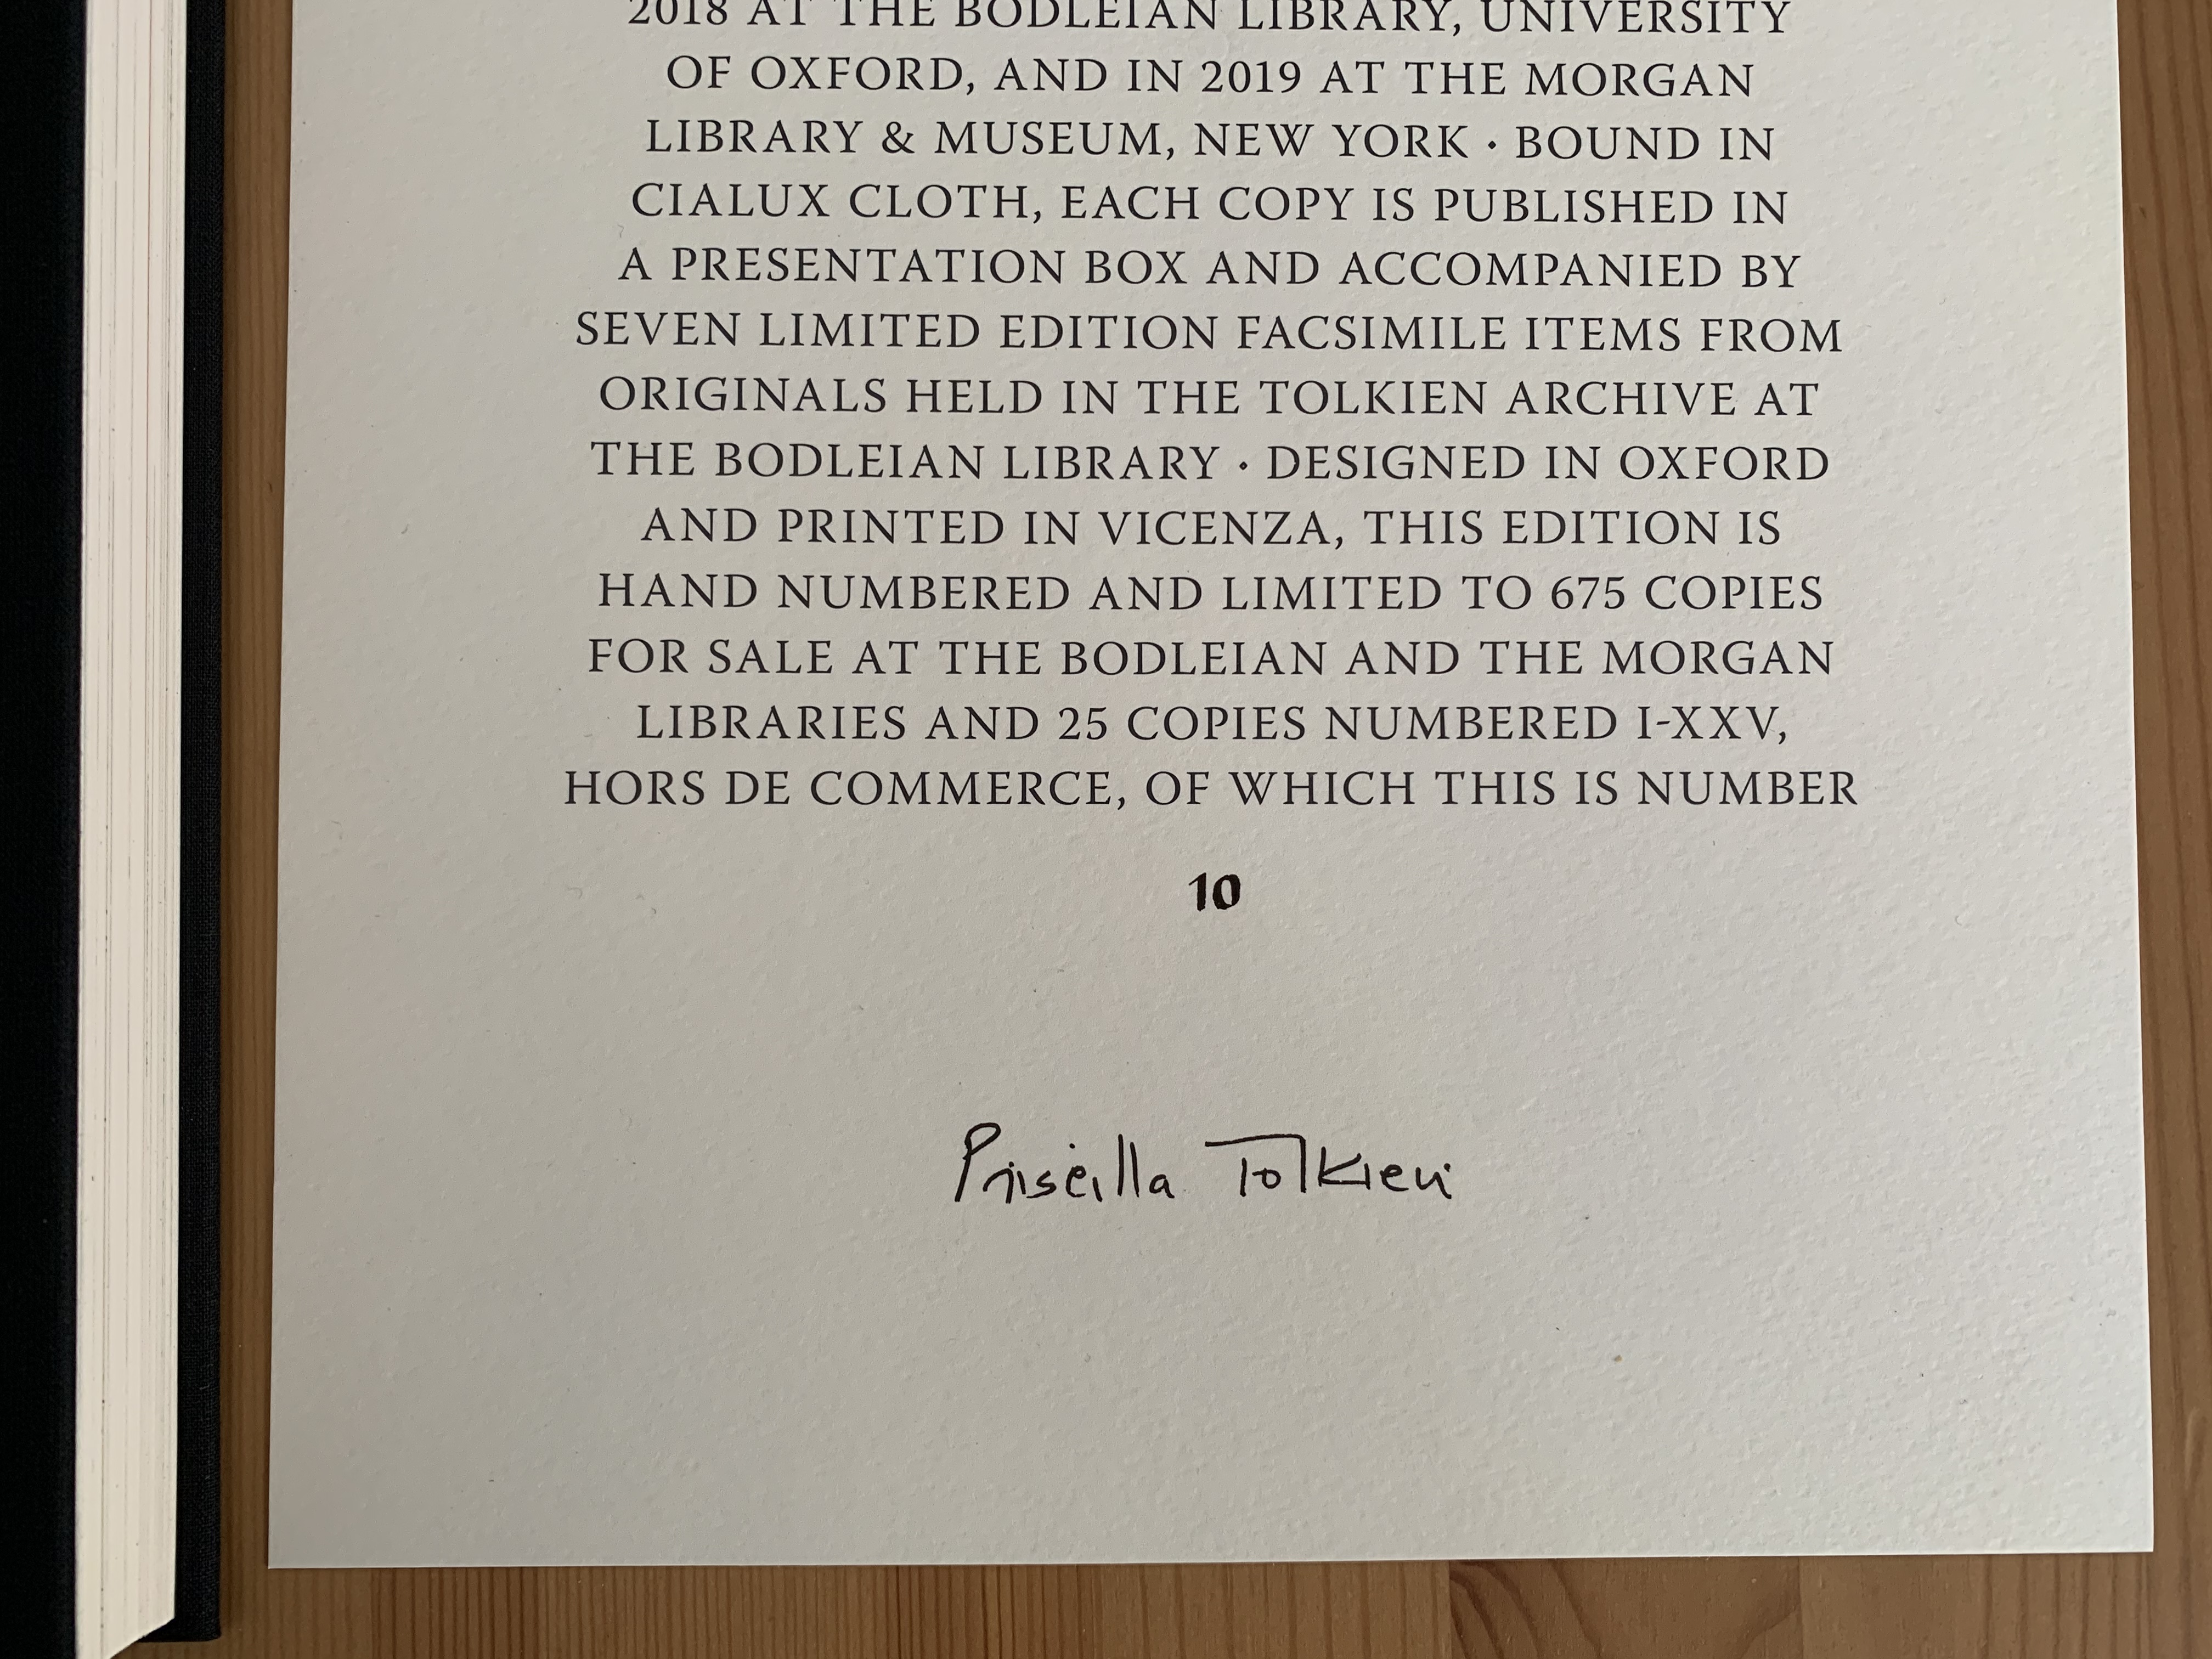 2018 AT THE BODLEIAN LIBRARY, UNIVERSITY
OF OXFORD, AND IN 2019 AT THE MORGAN
LIBRARY & MUSEUM, NEW YORK · BOUND IN
CIALUX CLOTH, EACH COPY IS PUBLISHED IN
A PRESENTATION BOX AND ACCOMPANIED BY
SEVEN LIMITED EDITION FACSIMILE ITEMS FROM
ORIGINALS HELD IN THE TOLKIEN ARCHIVE AT
THE BODLEIAN LIBRARY · DESIGNED IN OXFORD
AND PRINTED IN VICENZA, THIS EDITION IS
HAND NUMBERED AND LIMITED TO 675 COPIES
FOR SALE AT THE BODLEIAN AND THE MORGAN
LIBRARIES AND 25 COPIES NUMBERED I-XXV,
HORS DE COMMERCE, OF WHICH THIS IS NUMBER
10
Priscilla Tolkien